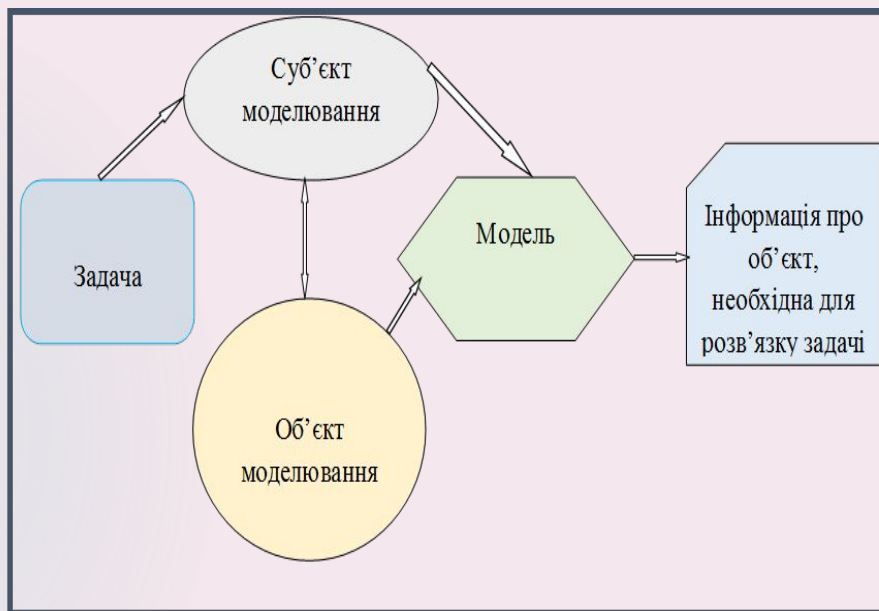 Суб’єкт
моделювання
Задача
Модель
Інформація про
об’єкт,
необхідна для
розв’язку задачі
Об’єкт
моделювання